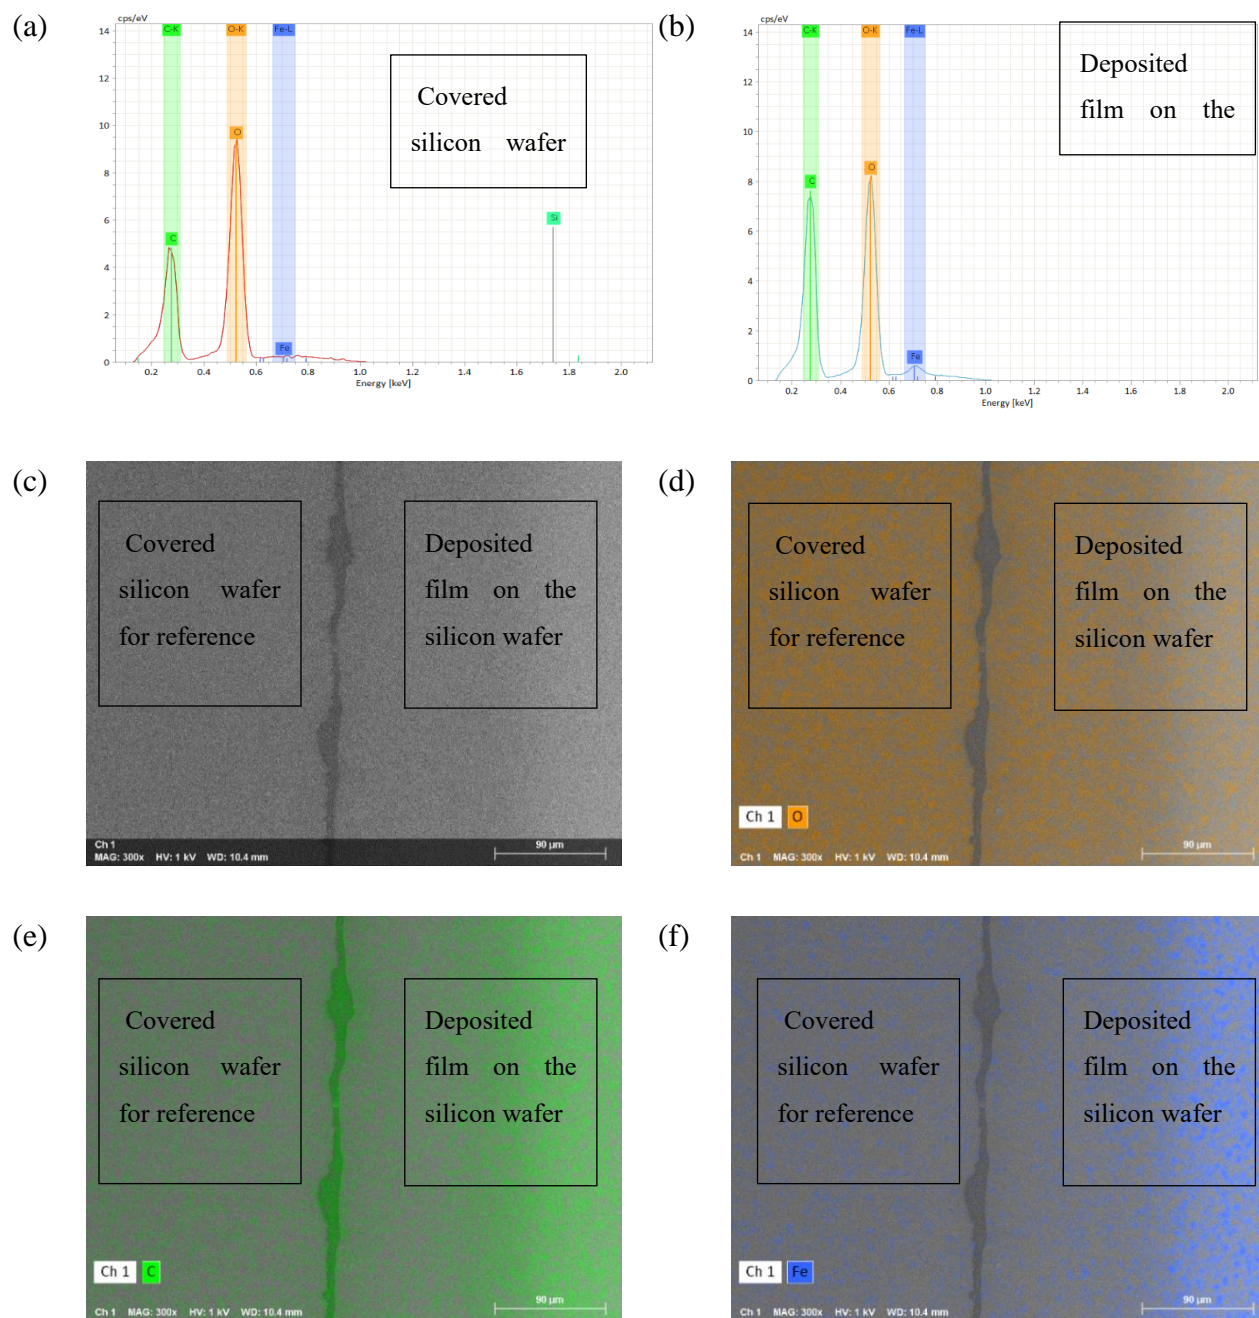 (a)
cps/eV
14
12
10
8
6
4
2
0
C-K
O-K
Fe-L
C
O
Fe
Si
Covered
silicon wafer
0.2 0.4 0.6 0.8 1.0 1.2 1.4 1.6 1.8 2.0
Energy [keV]
(b)
cps/eV
14
12
10
8
6
4
2
0
C-K
O-K
Fe-L
C
O
Fe
Deposited
film on the
0.2 0.4 0.6 0.8 1.0 1.2 1.4 1.6 1.8 2.0
Energy [keV]
(c)
Covered
silicon wafer
for reference
Deposited
film on the
silicon wafer
Ch 1
MAG: 300x HV: 1 kV WD: 10.4 mm
90 µm
(d)
Covered
silicon wafer
for reference
Deposited
film on the
silicon wafer
Ch 1 O
Ch 1 MAG: 300x HV: 1 kV WD: 10.4 mm
90 µm
(e)
Covered
silicon wafer
for reference
Deposited
film on the
silicon wafer
Ch 1 C
Ch 1 MAG: 300x HV: 1 kV WD: 10.4 mm
90 µm
(f)
Covered
silicon wafer
for reference
Deposited
film on the
silicon wafer
Ch 1 Fe
Ch 1 MAG: 300x HV: 1 kV WD: 10.4 mm
90 µm